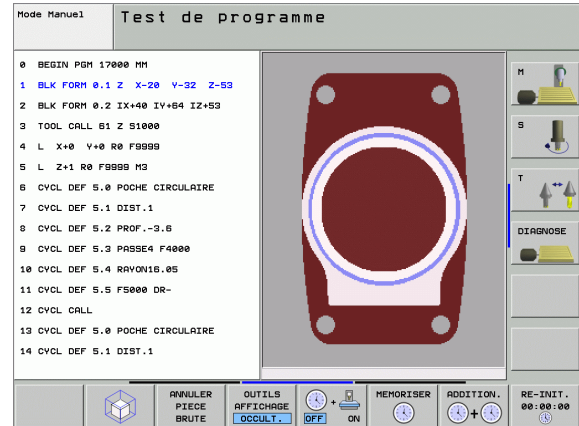 Mode Manuel
Test de programme
0 BEGIN PGM 17000 MM
1 BLK FORM 0.1 Z X-20 Y-32 Z-53
2 BLK FORM 0.2 IX+40 IY+64 IZ+53
3 TOOL CALL 61 Z S1000
4 L X+0 Y+0 R0 F9999
5 L Z+1 R0 F9999 M3
6 CYCL DEF 5.0 POCHE CIRCULAIRE
7 CYCL DEF 5.1 DIST.1
8 CYCL DEF 5.2 PROF.-3.6
9 CYCL DEF 5.3 PASSE4 F4000
10 CYCL DEF 5.4 RAYON16.05
11 CYCL DEF 5.5 F5000 DR-
12 CYCL CALL
13 CYCL DEF 5.0 POCHE CIRCULAIRE
14 CYCL DEF 5.1 DIST.1
M
S
T
DIAGNOSE
ANNULER
PIECE
BRUTE
OUTILS
AFFICHAGE
OCCULT.
OFF ON
MEMORISER
ADDITION.
RE-INIT.
00:00:00